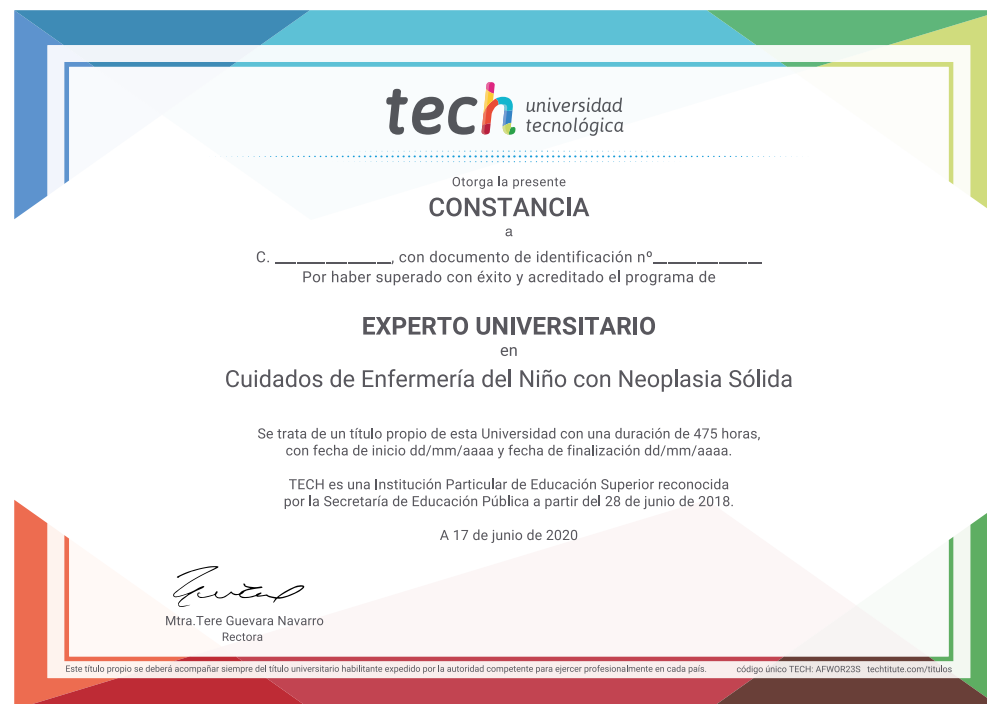 tech universidad
tecnológica
Otorga la presente
CONSTANCIA
a
C. ______________, con documento de identificación nº_____________
Por haber superado con éxito y acreditado el programa de
EXPERTO UNIVERSITARIO
en
Cuidados de Enfermería del Niño con Neoplasia Sólida
Se trata de un título propio de esta Universidad con una duración de 475 horas,
con fecha de inicio dd/mm/aaaa y fecha de finalización dd/mm/aaaa.
TECH es una Institución Particular de Educación Superior reconocida
por la Secretaría de Educación Pública a partir del 28 de junio de 2018.
A 17 de junio de 2020
Mtra.Tere Guevara Navarro
Rectora
Este título propio se deberá acompañar siempre del título universitario habilitante expedido por la autoridad competente para ejercer profesionalmente en cada país. código único TECH: AFWOR23S techtitute.com/titulos